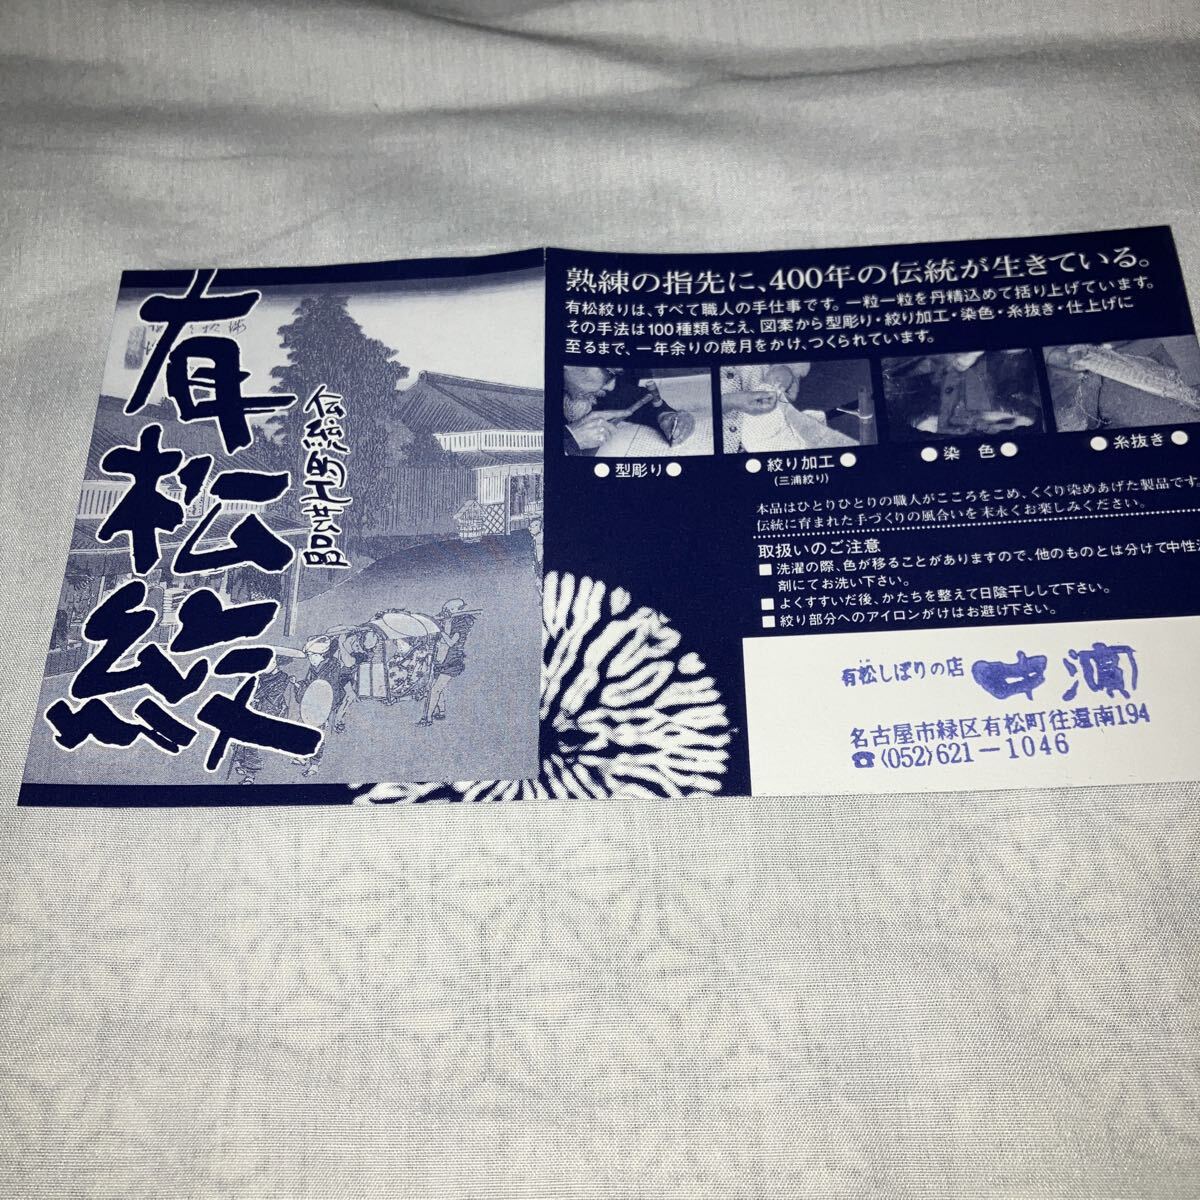 有松絞
伝統的工芸品
熟練の指先に、400年の伝統が生きている。
有松絞りは、すべて職人の手仕事です。一粒一粒を丹精込めて括り上げています。
その手法は100種類をこえ、図案から型彫り・絞り加工・染色・糸抜き・仕上げに
至るまで、一年余りの歳月をかけ、つくられています。
●型彫り●
●絞り加工●
(三浦絞り)
●染 色●
●糸抜き●
本品はひとりひとりの職人がこころをこめ、くくり染めあげた製品です。
伝統に育まれた手づくりの風合いを末永くお楽しみください。
取扱いのご注意
■洗濯の際、色が移ることがありますので、他のものとは分けて中性洗
剤にてお洗い下さい。
■よくすすいだ後、かたちを整えて日陰干しして下さい。
■絞り部分へのアイロンがけはお避け下さい。
有松しぼりの店 中濱
名古屋市緑区有松町往還南194
☎(052)621-1046